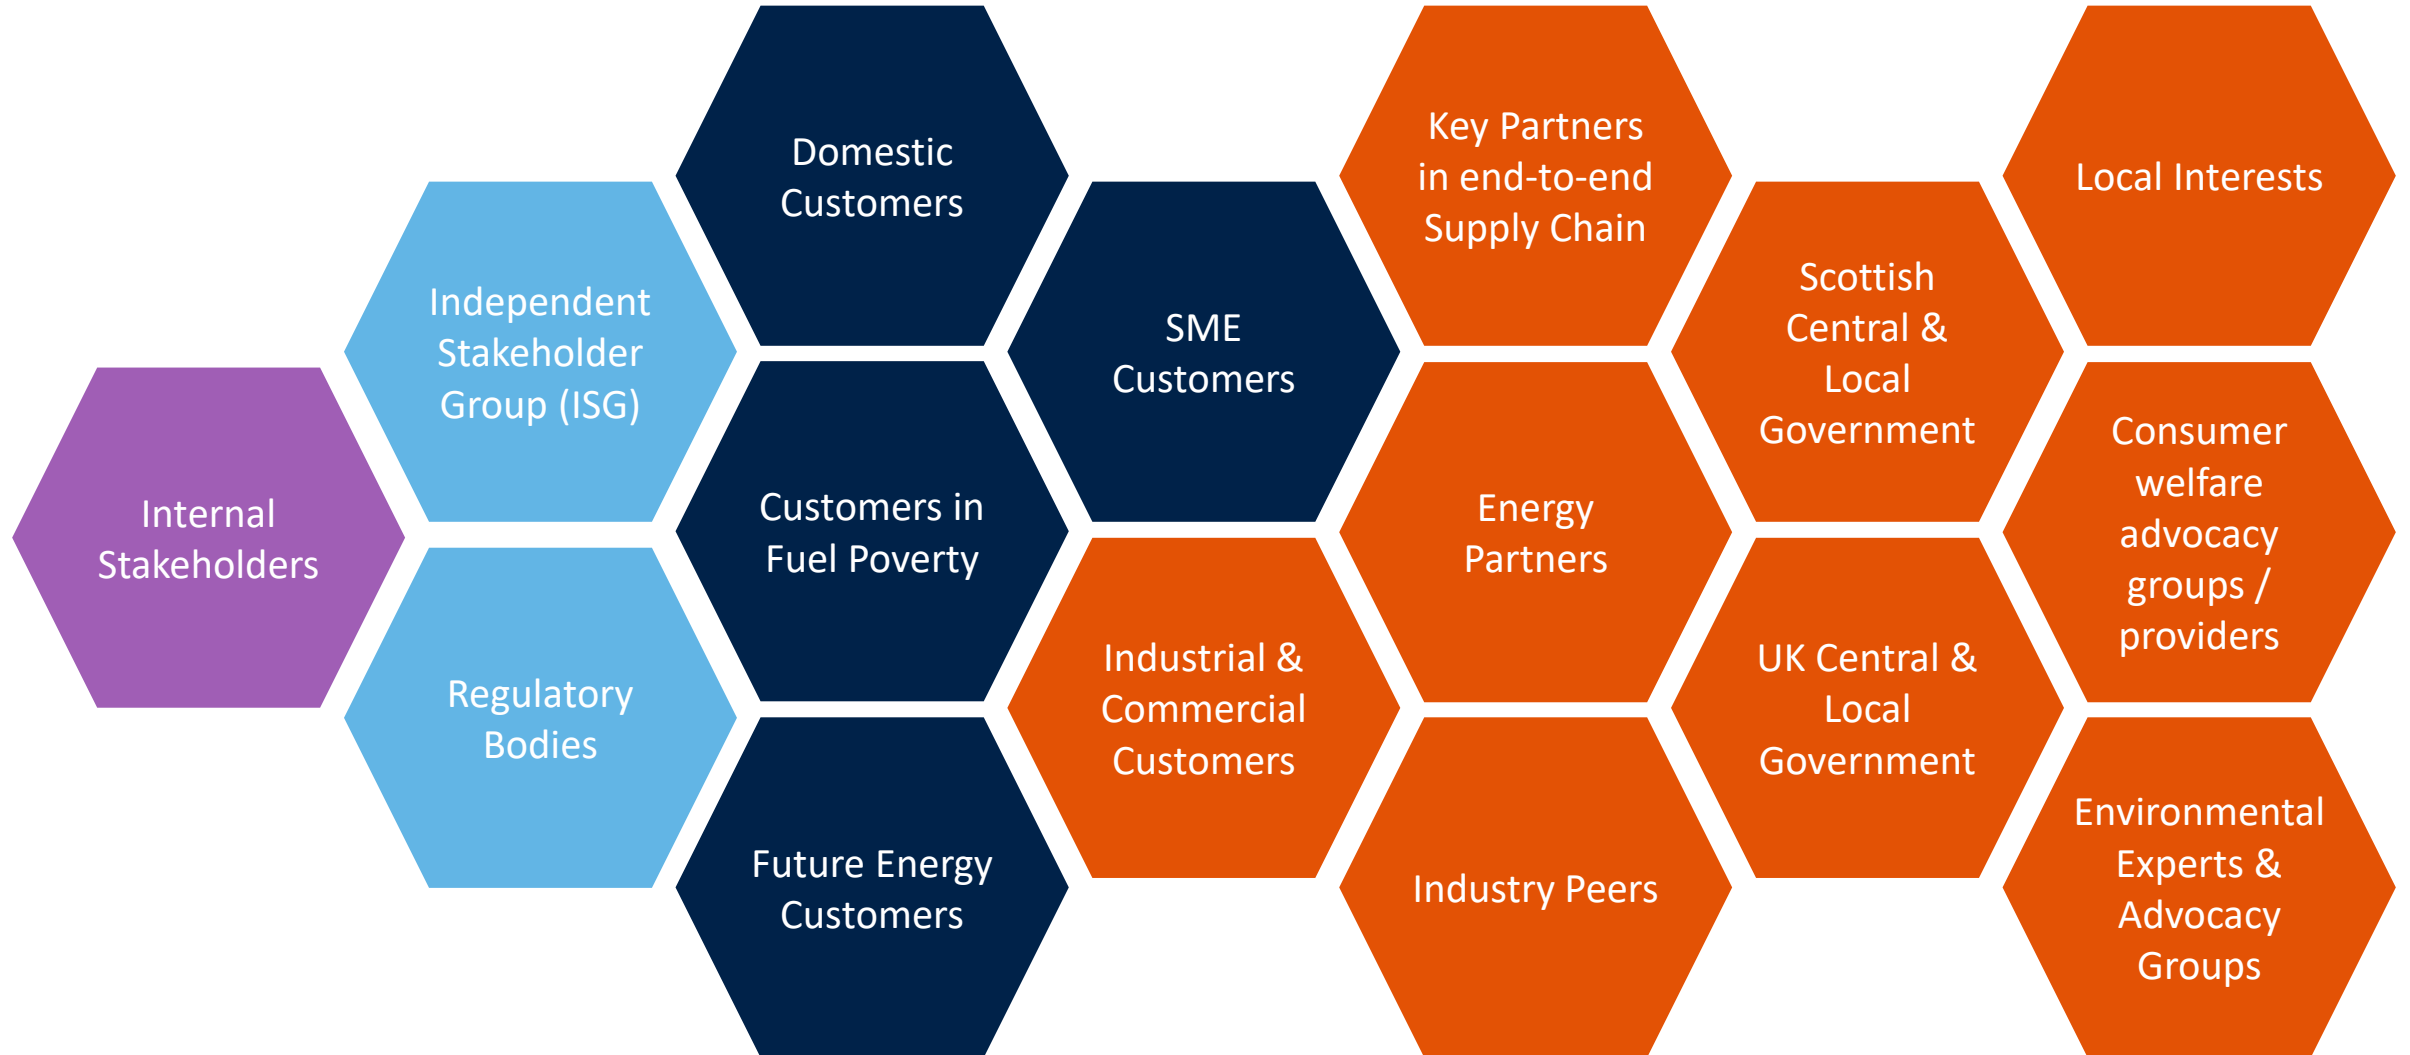 Internal
Stakeholders
Independent
Stakeholder
Group (ISG)
Regulatory
Bodies
Domestic
Customers
Customers in
Fuel Poverty
Future Energy
Customers
SME
Customers
Industrial &
Commercial
Customers
Key Partners
in end-to-end
Supply Chain
Energy
Partners
Industry Peers
Scottish
Central &
Local
Government
UK Central &
Local
Government
Local Interests
Consumer
welfare
advocacy
groups /
providers
Environmental
Experts &
Advocacy
Groups